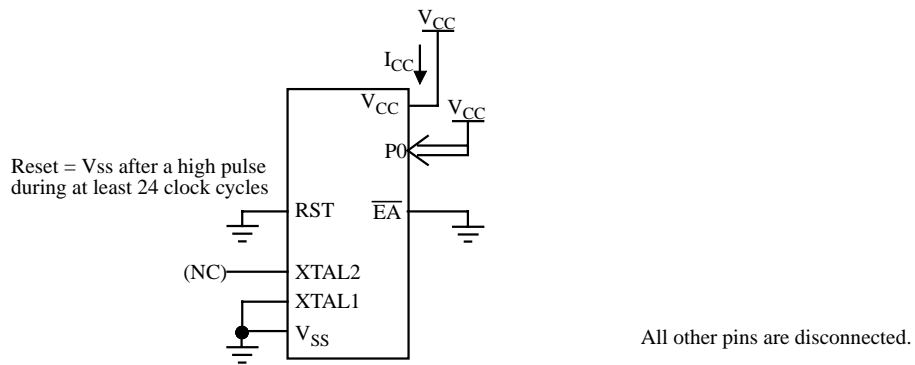 VCC
ICC
VCC
VCC
P0
Reset = Vss after a high pulse
during at least 24 clock cycles
RST
EA
(NC)
XTAL2
XTAL1
VSS
All other pins are disconnected.